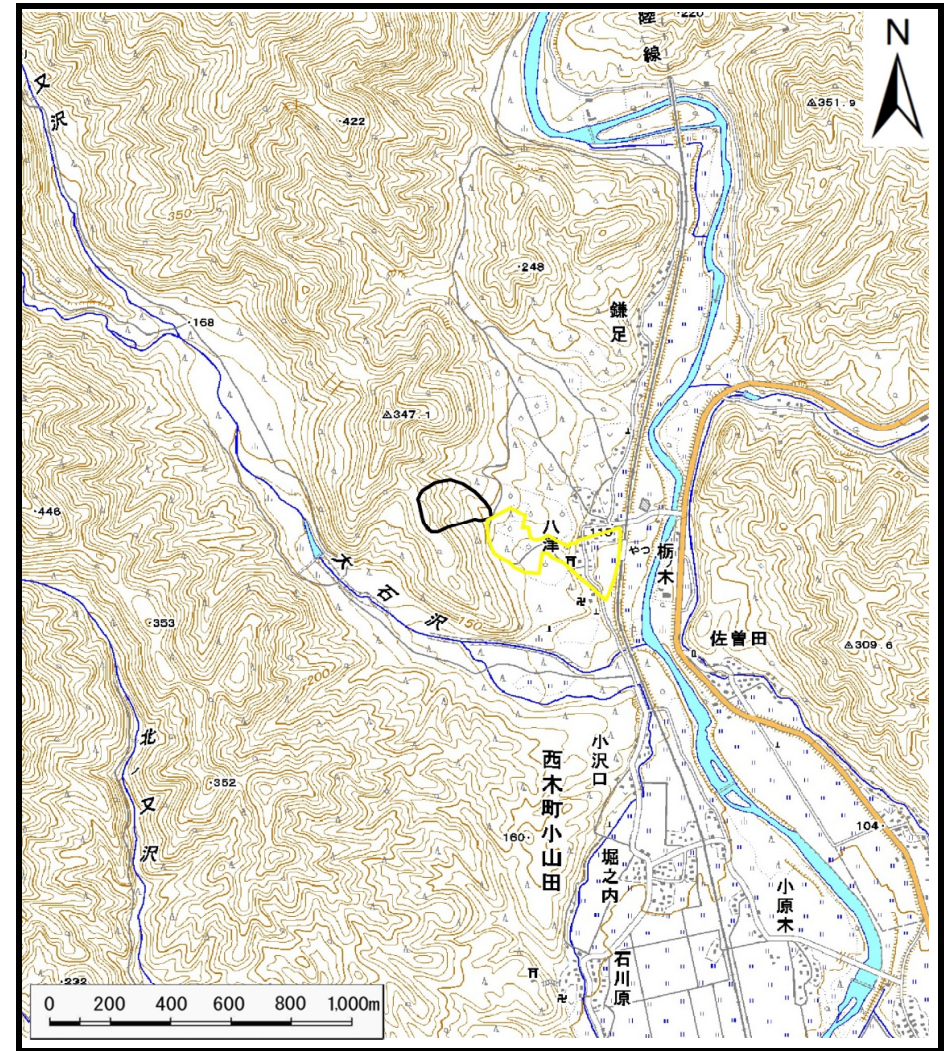 陸線
・220
N
又沢
△351.9
・422
350
・248
鎌足
・168
△347.1
・446
八津
110
やつ
栃ノ木
大石沢
150
・353
佐曽田
△309.6
200
北ノ又沢
小沢口
西木町小山田
・352
160・
104
堀之内
小原木
石川原
・232
0 200 400 600 800 1,000m